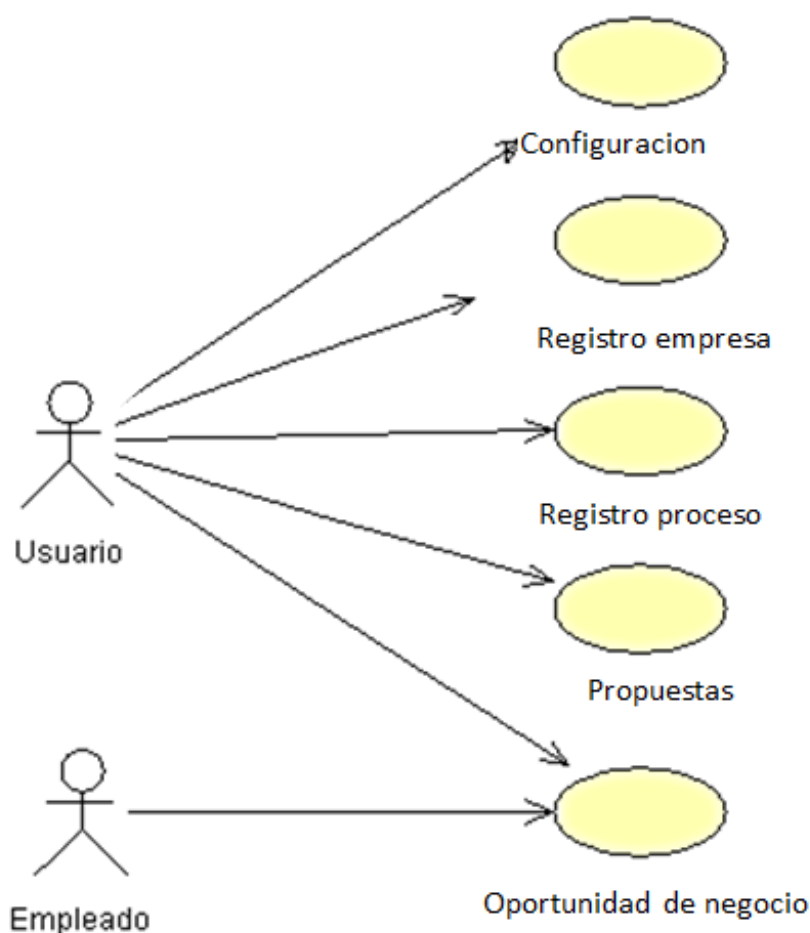 Configuracion
Registro empresa
Registro proceso
Usuario
Propuestas
Oportunidad de negocio
Empleado